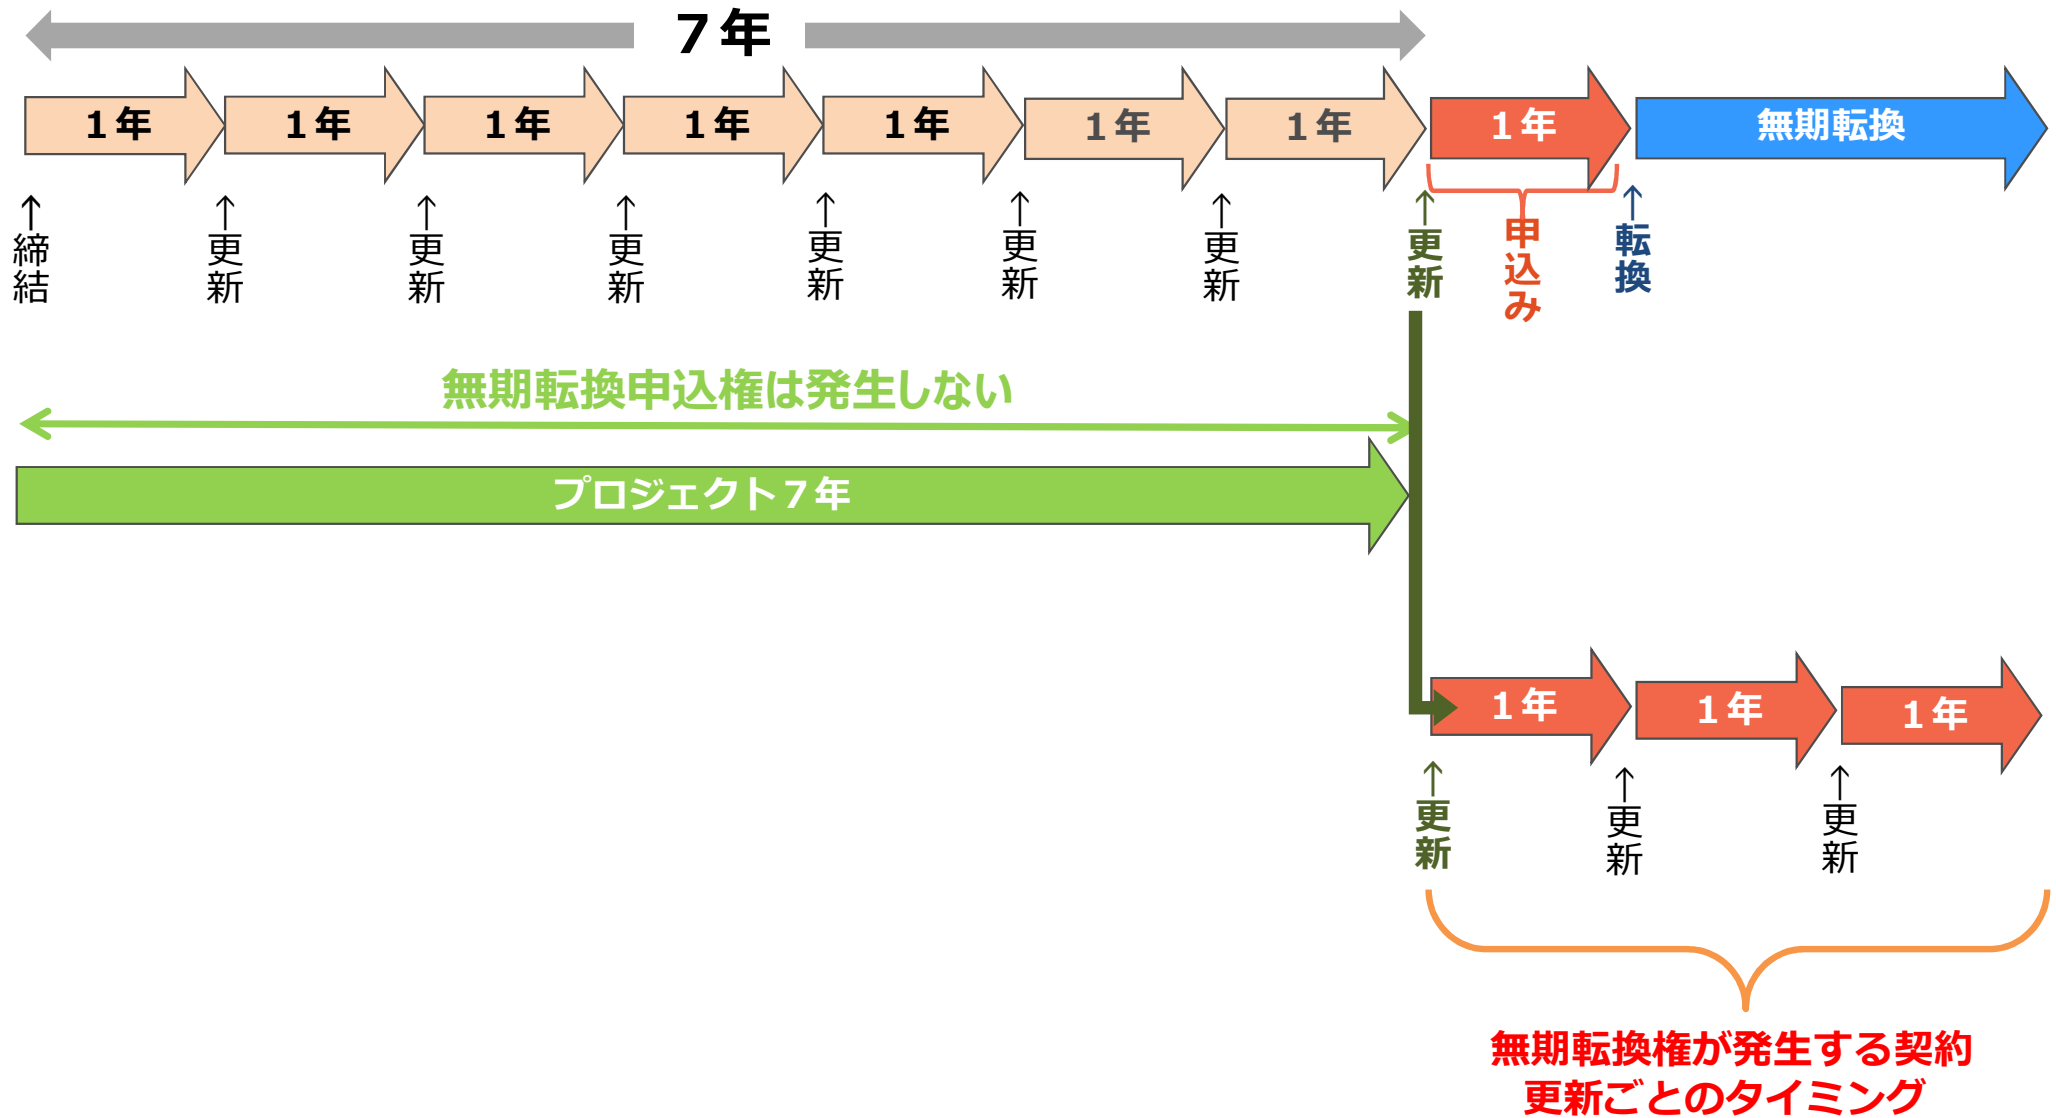 ７年
１年
１年
１年
１年
１年
１年
１年
１年
無期転換
↑締結
↑更新
↑更新
↑更新
↑更新
↑更新
↑更新
↑更新
申込み
↑転換
無期転換申込権は発生しない
プロジェクト７年
１年
１年
１年
↑更新
↑更新
↑更新
無期転換権が発生する契約
更新ごとのタイミング